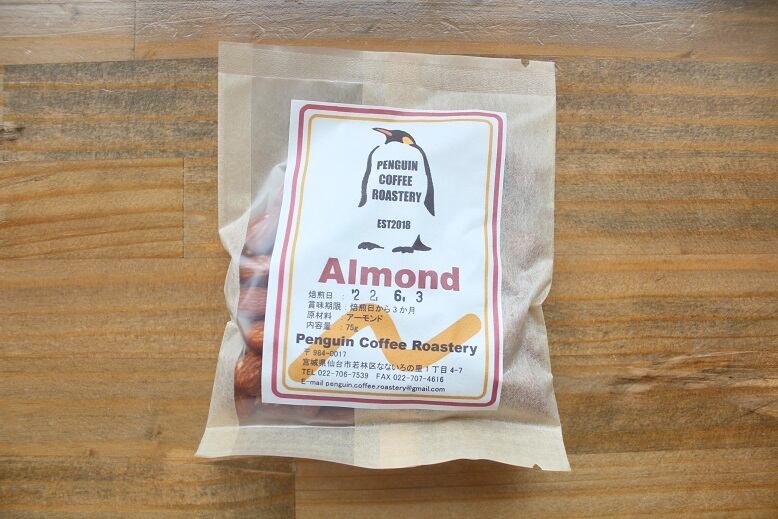 PENGUIN
COFFEE
ROASTERY
EST2018
Almond
焙煎日 : '22. 6. 3
賞味期限 : 焙煎日から3か月
原材料 : アーモンド
内容量 : 75g
Penguin Coffee Roastery
〒984-0017
宮城県仙台市若林区なないろの里1丁目4-7
TEL 022-706-7539 FAX 022-707-4616
E-mail penguin.coffee.roastery@gmail.com